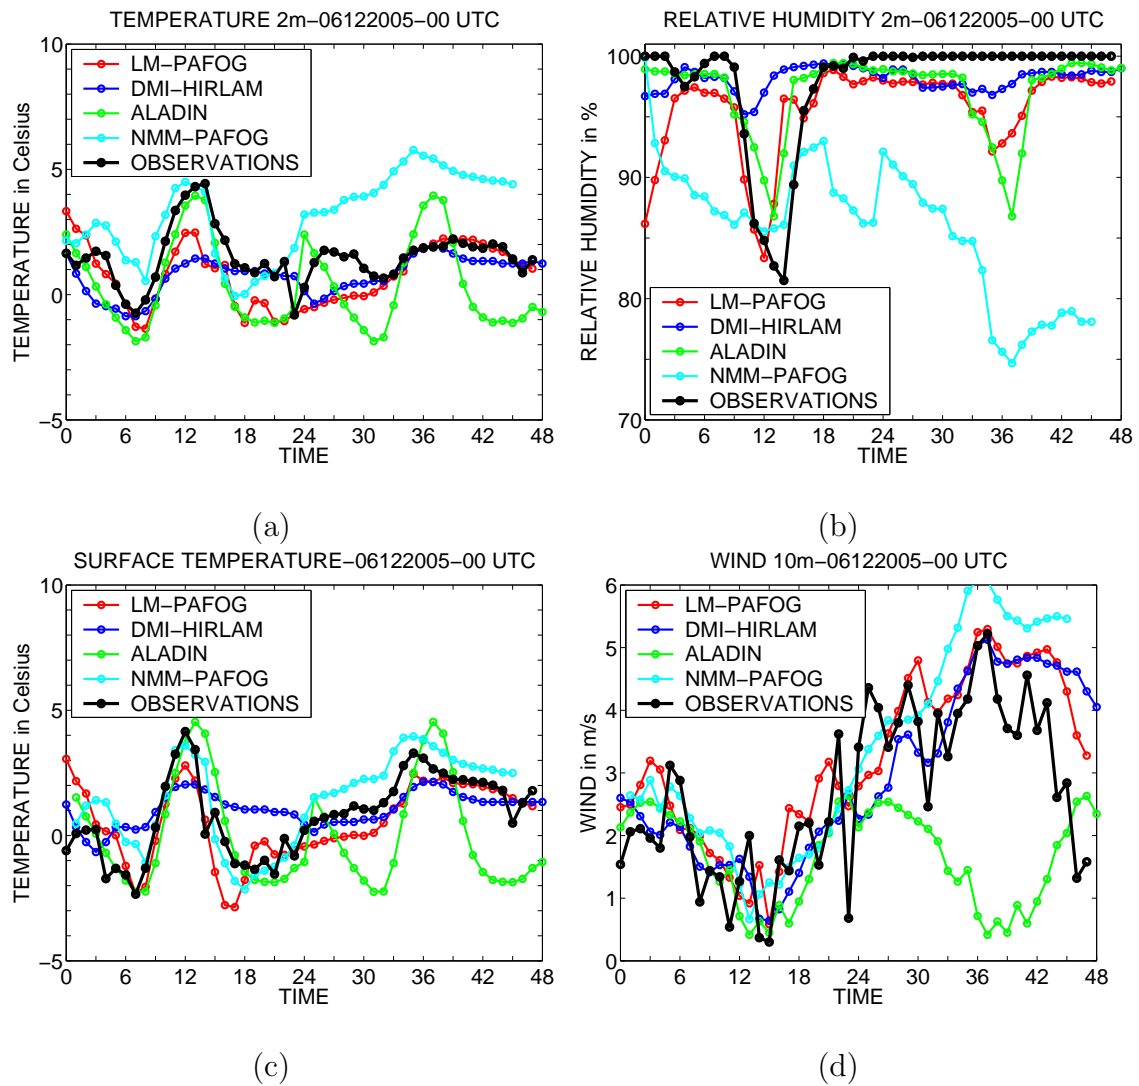 TEMPERATURE 2m−06122005−00 UTC
10
5
0
−5
TEMPERATURE in Celsius
LM−PAFOG
DMI−HIRLAM
ALADIN
NMM−PAFOG
OBSERVATIONS
0 6 12 18 24 30 36 42 48
TIME
(a)
RELATIVE HUMIDITY 2m−06122005−00 UTC
100
90
80
70
RELATIVE HUMIDITY in %
LM−PAFOG
DMI−HIRLAM
ALADIN
NMM−PAFOG
OBSERVATIONS
0 6 12 18 24 30 36 42 48
TIME
(b)
SURFACE TEMPERATURE−06122005−00 UTC
10
5
0
−5
TEMPERATURE in Celsius
LM−PAFOG
DMI−HIRLAM
ALADIN
NMM−PAFOG
OBSERVATIONS
0 6 12 18 24 30 36 42 48
TIME
(c)
WIND 10m−06122005−00 UTC
6
5
4
3
2
1
0
WIND in m/s
LM−PAFOG
DMI−HIRLAM
ALADIN
NMM−PAFOG
OBSERVATIONS
0 6 12 18 24 30 36 42 48
TIME
(d)